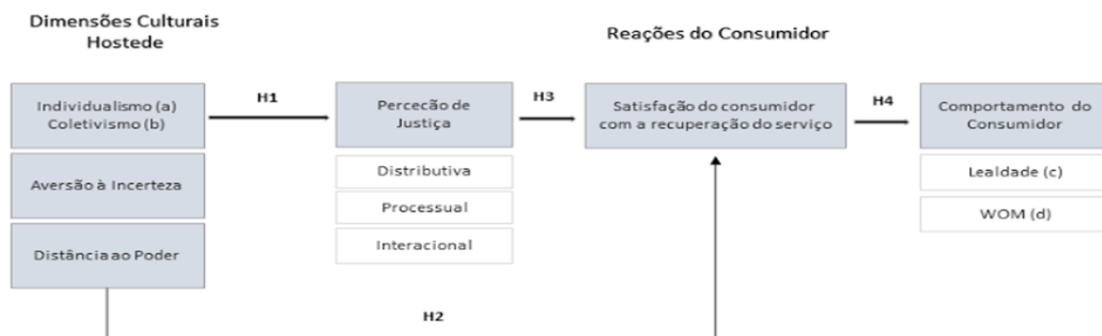 Dimensões Culturais
Hostede
Reações do Consumidor
Individualismo (a)
Coletivismo (b)
H1
Perceção de
Justiça
H3
Satisfação do consumidor
com a recuperação do serviço
H4
Comportamento do
Consumidor
Aversão à Incerteza
Distributiva
Lealdade (c)
Processual
WOM (d)
Distância ao Poder
Interacional
H2